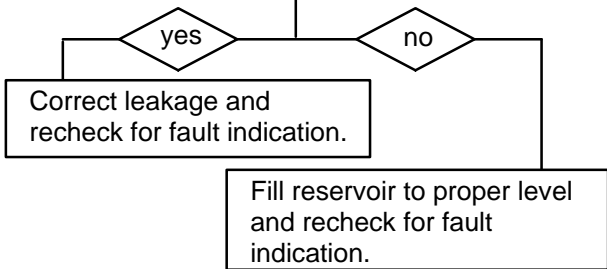 yes
no
Correct leakage and
recheck for fault indication.
Fill reservoir to proper level
and recheck for fault
indication.